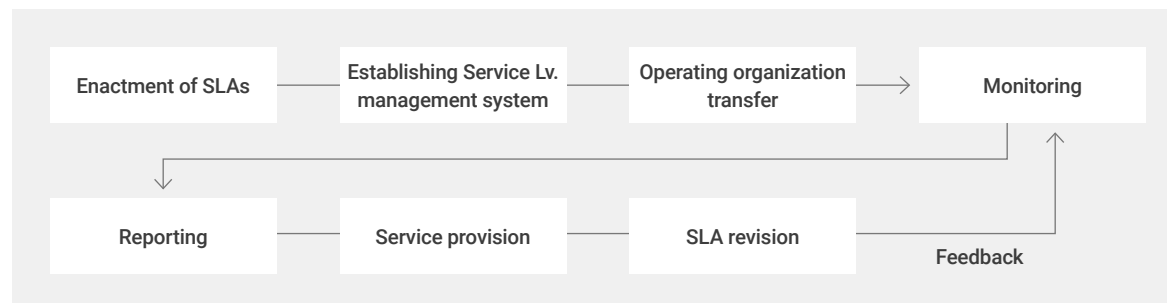 Enactment of SLAs
Establishing Service Lv.
management system
Operating organization
transfer
Monitoring
Reporting
Service provision
SLA revision
Feedback